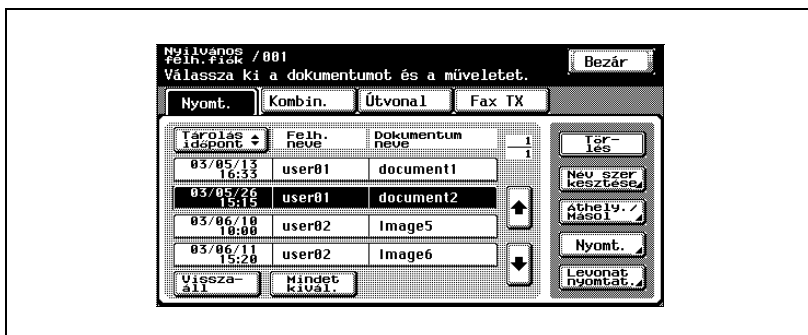 Nyilvános
felh.fiók /001
Bezár
Válassza ki a dokumentumot és a műveletet.
Nyomt. Kombin. Útvonal Fax TX
Tárolás
időpont
Felh.
neve
Dokumentum
neve
1
1
03/05/13
16:33 user01 document1
03/05/26
15:15 user01 document2
03/06/10
10:00 user02 Image5
03/06/11
15:20 user02 Image6
Vissza-
áll
Mindet
kivál.
Tör-
lés
Név szer
kesztése
Áthely./
Másol
Nyomt.
Levonat
nyomtat.